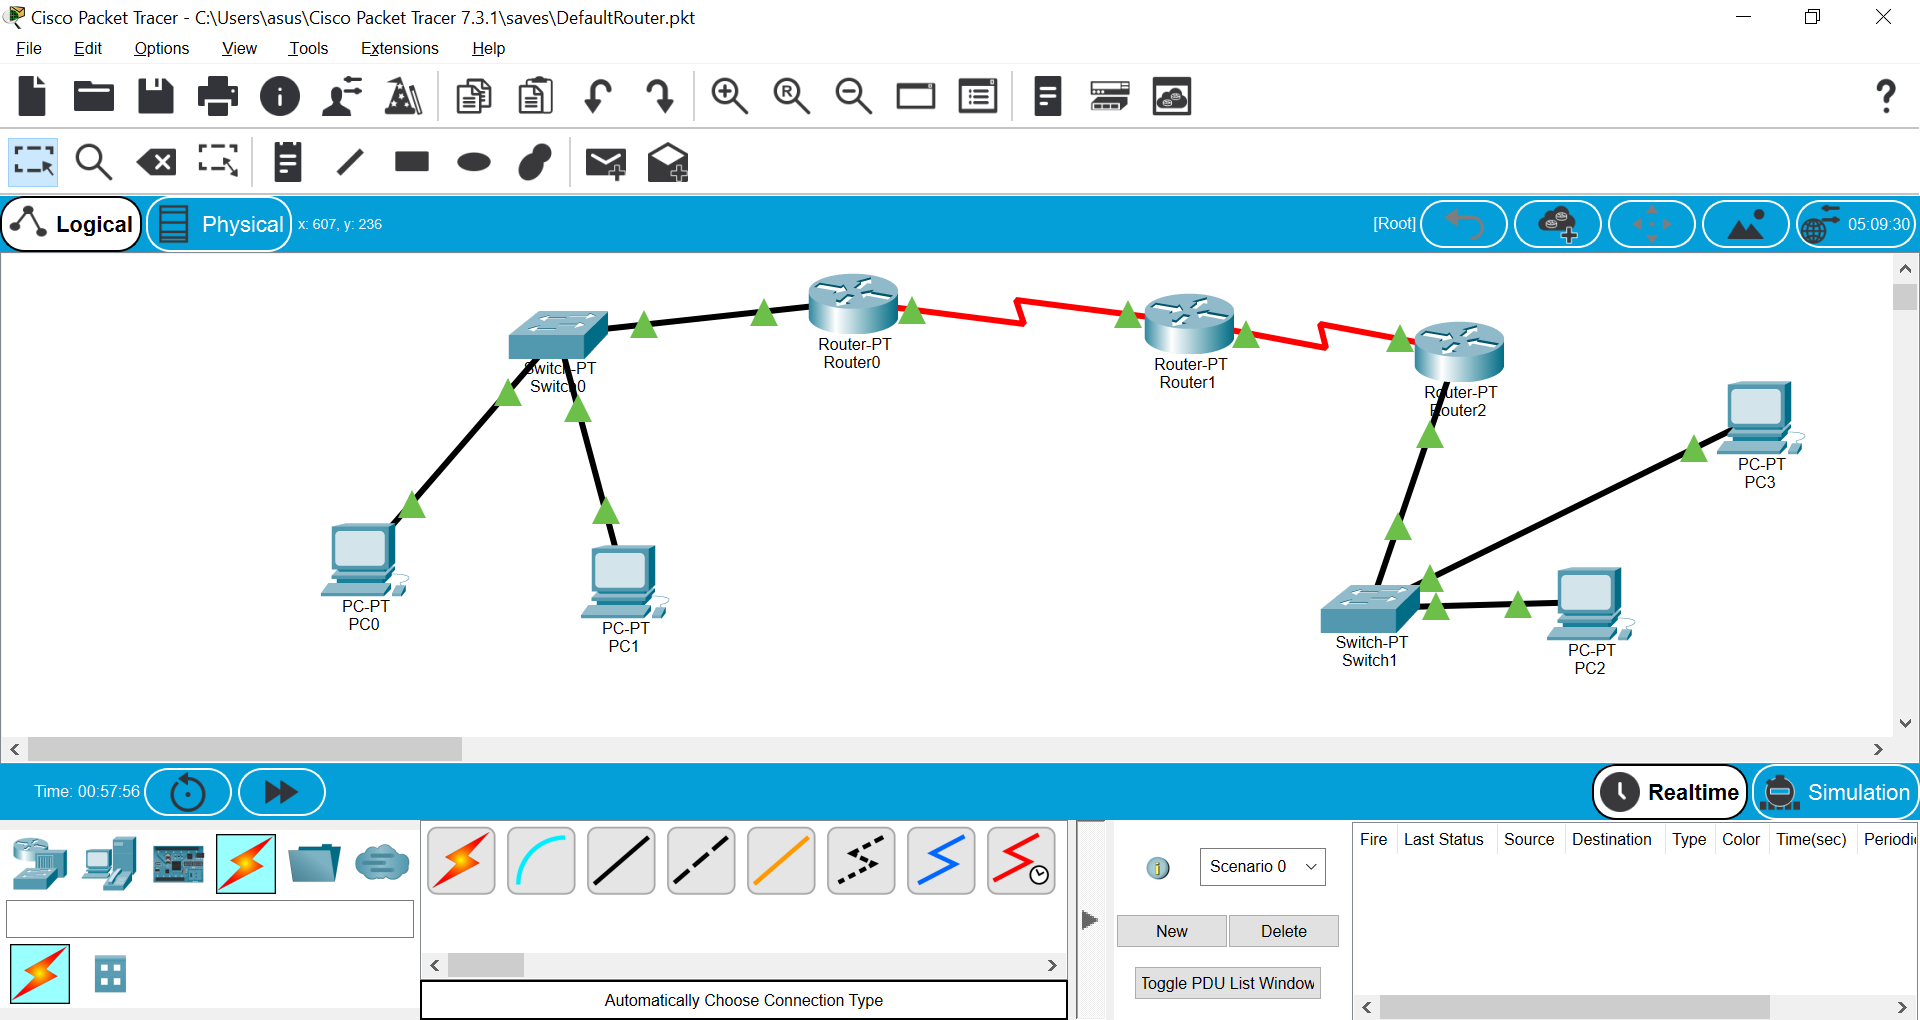 Cisco Packet Tracer - C:\Users\asus\Cisco Packet Tracer 7.3.1\saves\DefaultRouter.pkt
File Edit Options View Tools Extensions Help
Logical Physical x: 607, y: 236 [Root] 05:09:30
Router-PT
Router0
Router-PT
Router1
Switch-PT
Switch0
Router-PT
Router2
PC-PT
PC3
PC-PT
PC0
PC-PT
PC1
Switch-PT
Switch1
PC-PT
PC2
Time: 00:57:56 Realtime Simulation
Fire Last Status Source Destination Type Color Time(sec) Periodi
Scenario 0
New Delete
Toggle PDU List Window
Automatically Choose Connection Type